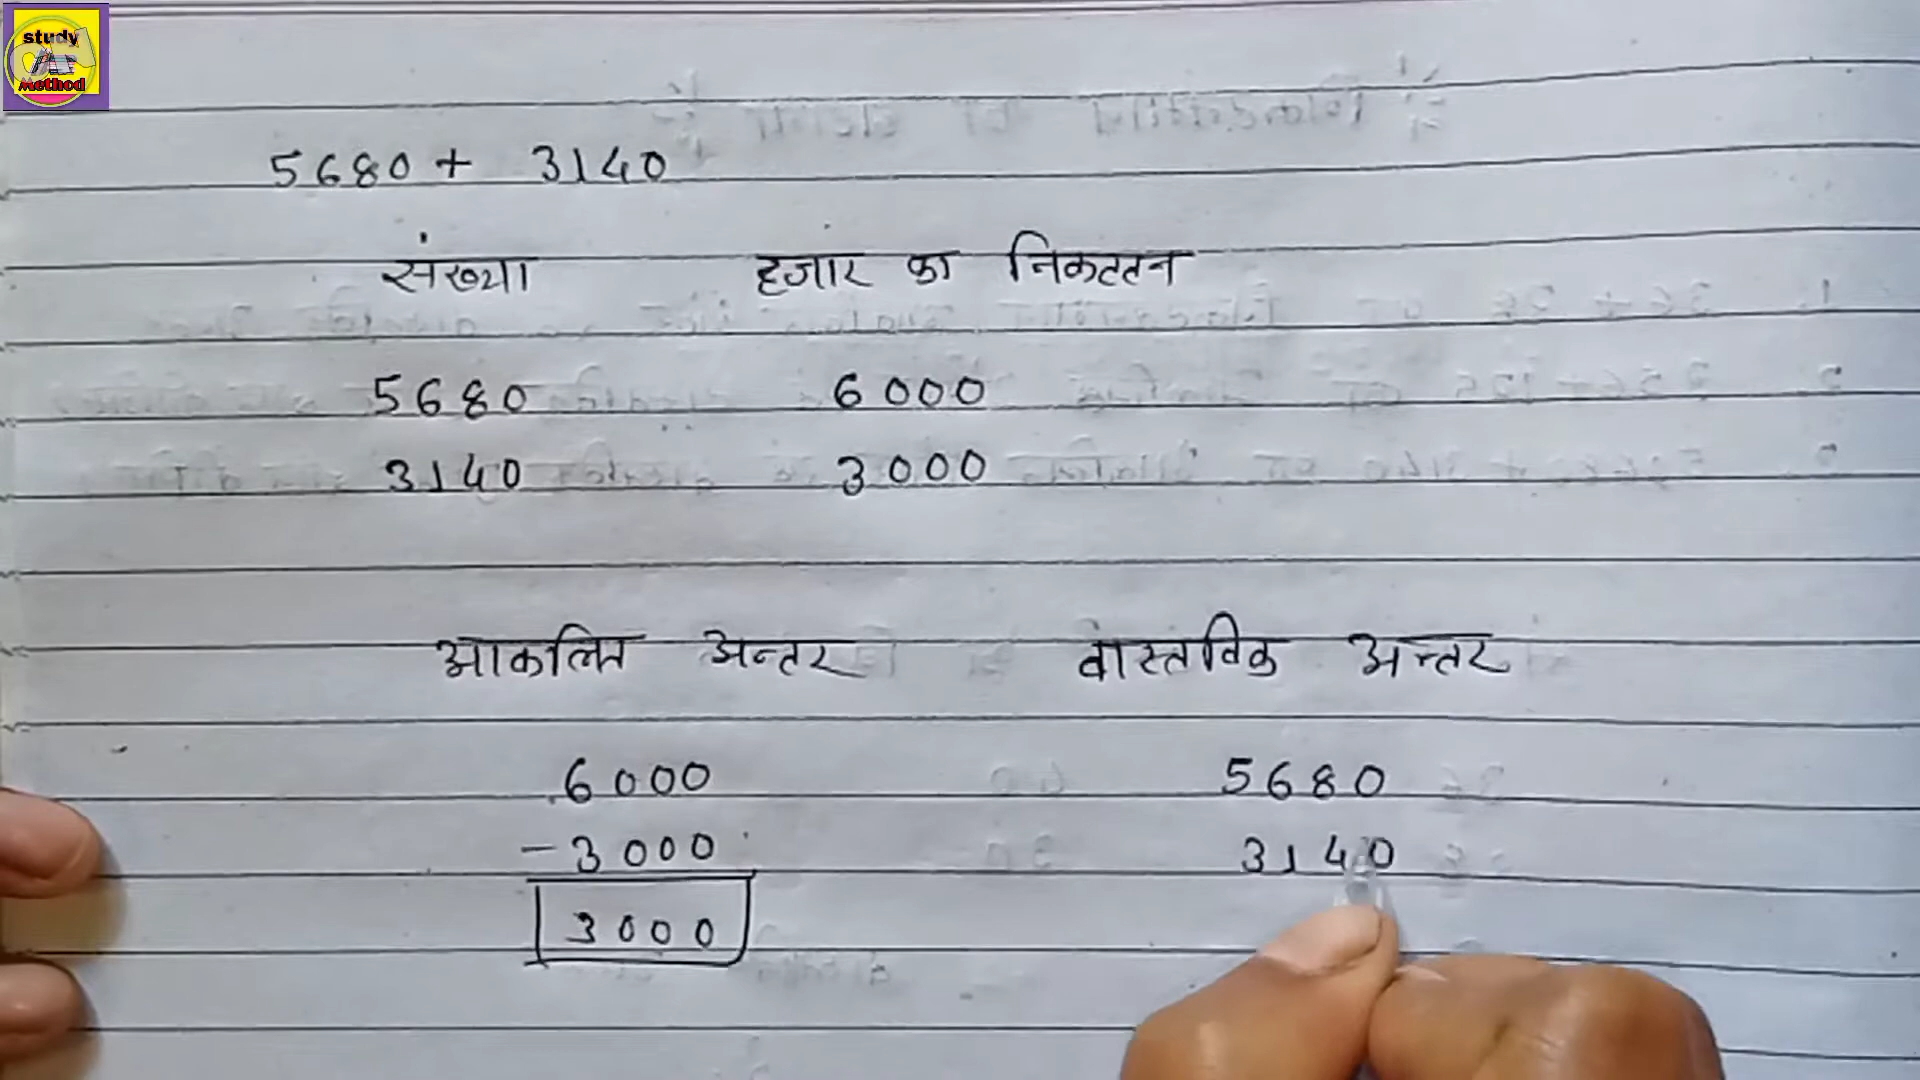 study
Method
5680 + 3140
संख्या हजार का निकटतन
5680 6000
3140 3000
आकलित अन्तर वास्तविक अन्तर
6000 5680
- 3000 3140
3000